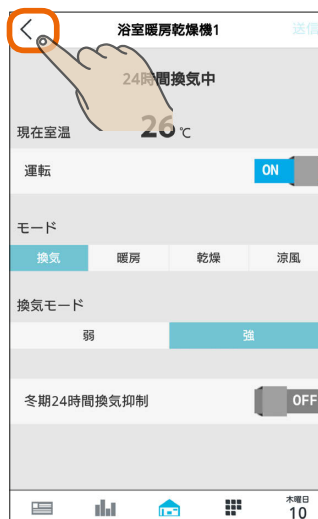 浴室暖房乾燥機1 送信
24時間換気中
現在室温 26 ℃
運転 ON
モード
換気 暖房 乾燥 涼風
換気モード
弱 強
冬期24時間換気抑制 OFF
木曜日
10